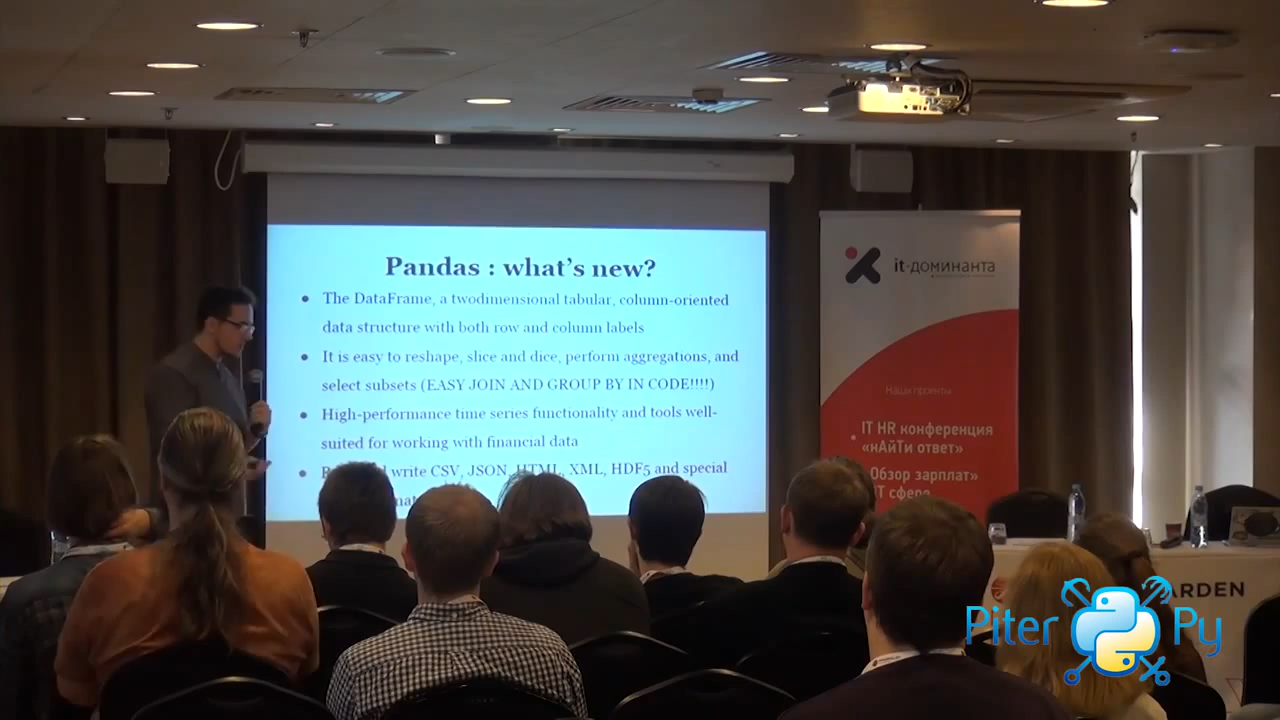 Pandas : what's new?
• The DataFrame, a twodimensional tabular, column-oriented
data structure with both row and column labels
• It is easy to reshape, slice and dice, perform aggregations, and
select subsets (EASY JOIN AND GROUP BY IN CODE!!!!)
• High-performance time series functionality and tools well-
suited for working with financial data
• write CSV, JSON, HTML, XML, HDF5 and special
it-доминанта
Наши проекты
• IT HR конференция
«нАйТи ответ»
Обзор зарплат»
IT сфере
ARDEN
Piter Py